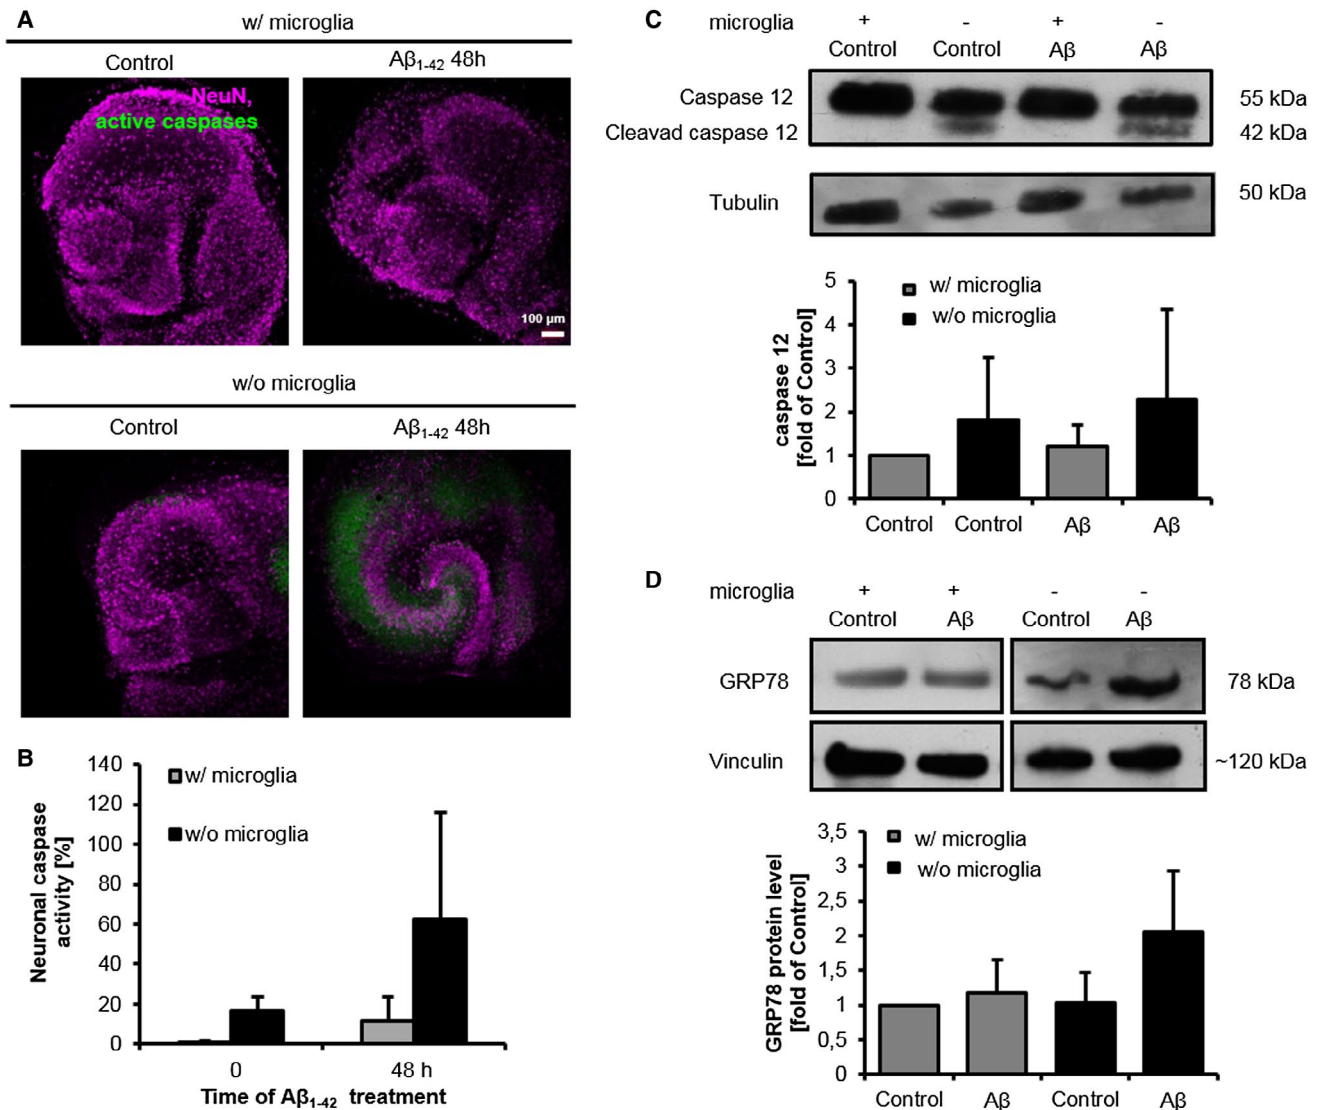 A
w/ microglia
Control
Aβ1-42 48h
NeuN,
active caspases
100 µm
w/o microglia
Control
Aβ1-42 48h
B
Neuronal caspase
activity [%]
140
120
100
80
60
40
20
0
w/ microglia
w/o microglia
0
48 h
Time of Aβ1-42 treatment
C
microglia + - + -
Control Control Aβ Aβ
Caspase 12 55 kDa
Cleavad caspase 12 42 kDa
Tubulin 50 kDa
caspase 12
[fold of Control]
5
4
3
2
1
0
w/ microglia
w/o microglia
Control Control Aβ Aβ
D
microglia + + - -
Control Aβ Control Aβ
GRP78 78 kDa
Vinculin ~120 kDa
GRP78 protein level
[fold of Control]
3,5
3
2,5
2
1,5
1
0,5
0
w/ microglia
w/o microglia
Control Aβ Control Aβ